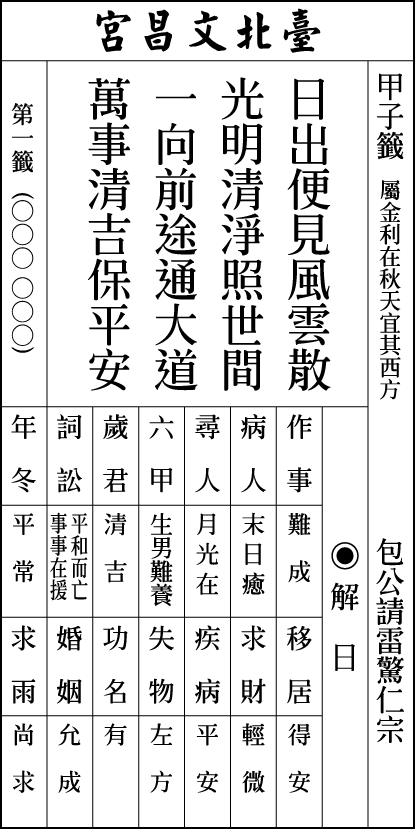 臺北文昌宮
甲子籤 屬金利在秋天宜其西方
包公請雷驚仁宗
日出便見風雲散
光明清淨照世間
一向前途通大道
萬事清吉保平安
第一籤 (〇〇〇 〇〇〇)
◉解曰
作事 難成 移居 得安
病人 末日癒 求財 輕微
尋人 月光在 疾病 平安
六甲 生男難養 失物 左方
歲君 清吉 功名 有
詞訟 平和而亡事事在援 婚姻 允成
年冬 平常 求雨 尚求